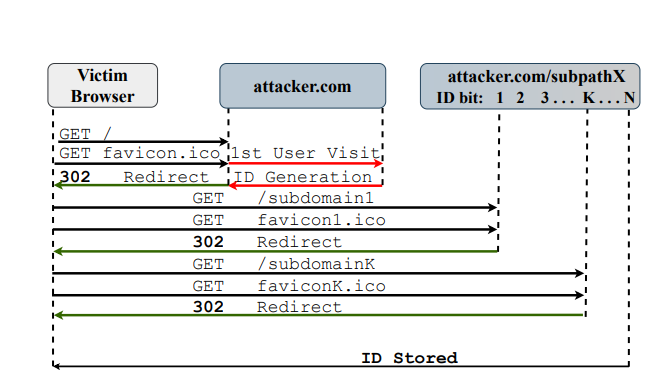 Victim
Browser
attacker.com
attacker.com/subpathX
ID bit: 1 2 3 . . . K . . . N
GET /
GET favicon.ico 1st User Visit
302 Redirect ID Generation
GET /subdomain1
GET favicon1.ico
302 Redirect
GET /subdomainK
GET faviconK.ico
302 Redirect
ID Stored